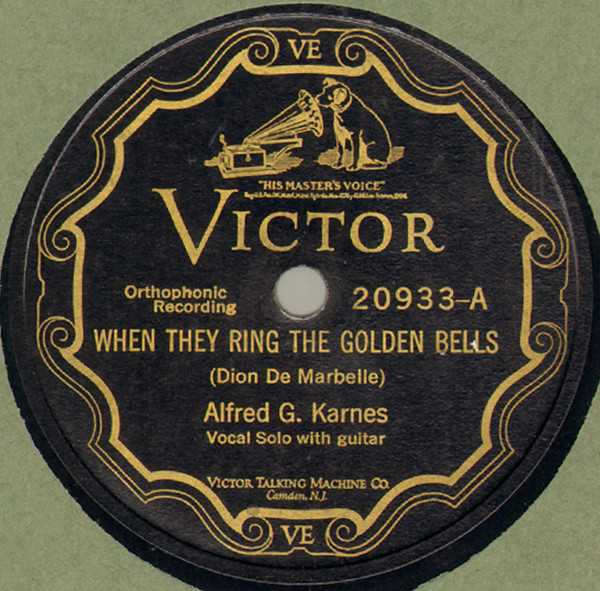 VE
"HIS MASTER'S VOICE"
VICTOR
Orthophonic
Recording
20933-A
WHEN THEY RING THE GOLDEN BELLS
(Dion De Marbelle)
Alfred G. Karnes
Vocal Solo with guitar
VICTOR TALKING MACHINE CO.
Camden, N.J.
VE